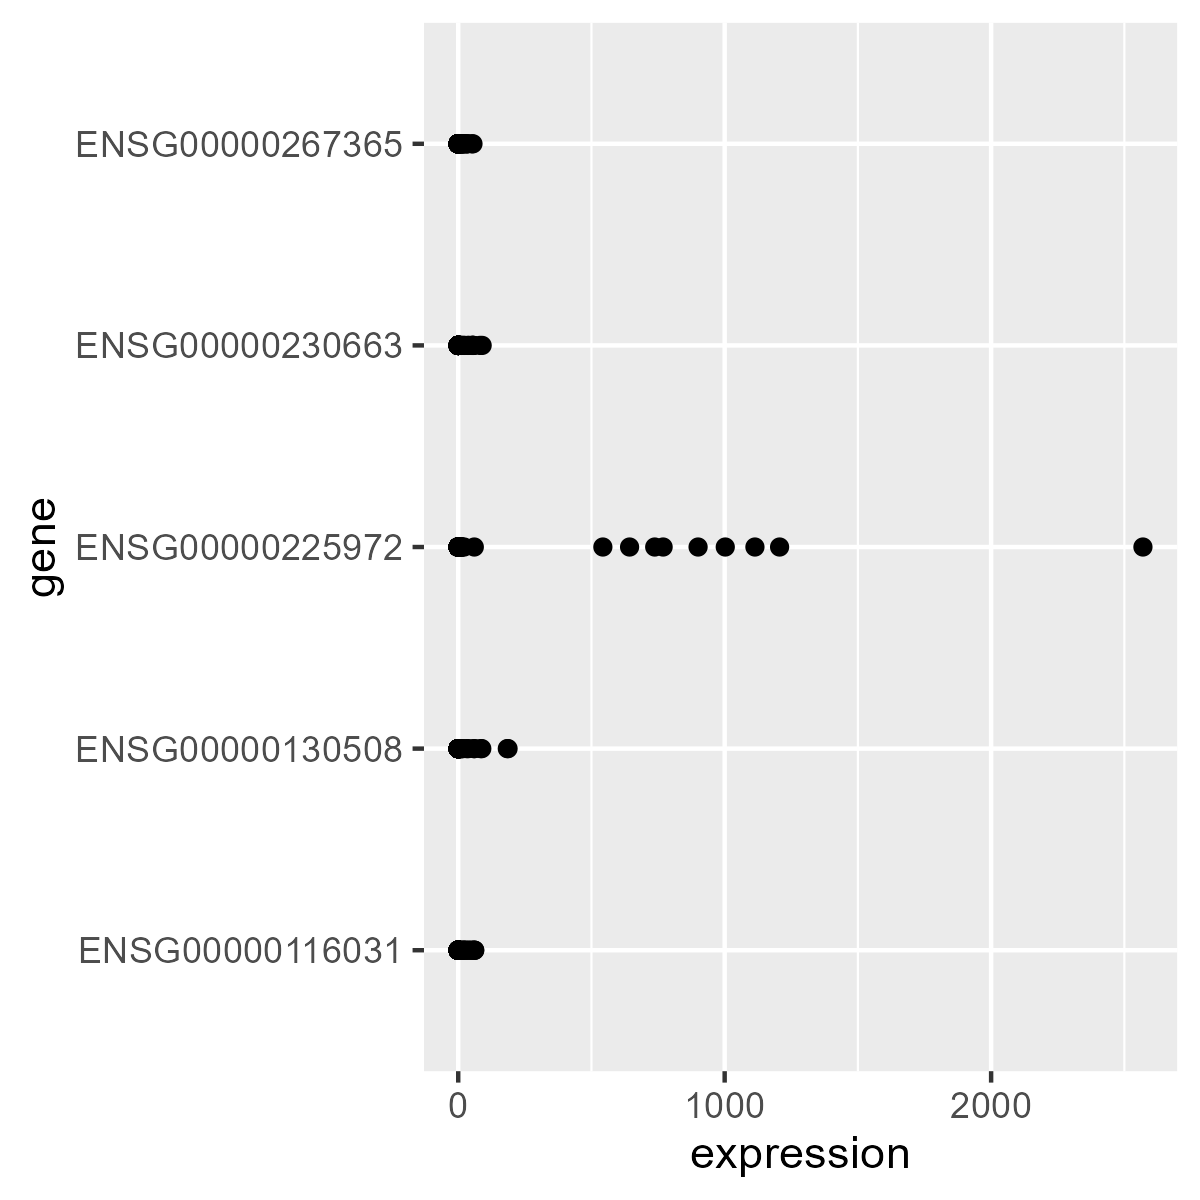 ENSG00000267365
ENSG00000230663
ENSG00000225972
ENSG00000130508
ENSG00000116031
gene
0 1000 2000
expression